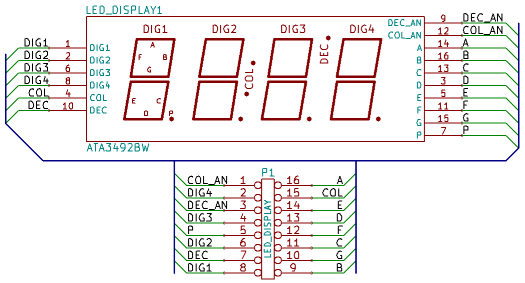 LED_DISPLAY1
DIG1 DIG2 DIG3 DIG4
DEC_AN 9 DEC_AN
COL_AN 12 COL_AN
DIG1 1 DIG1 A 14 A
DIG2 2 DIG2 B 16 B
DIG3 6 DIG3 C 13 C
DIG4 8 DIG4 D 3 D
COL 4 COL E 5 E
DEC 10 DEC F 11 F
G 15 G
P 7 P
A
F B
G
E C
D P
COL
DEC
ATA3492BW
P1
COL_AN 1 16 A
DIG4 2 15 COL
DEC_AN 3 14 E
DIG3 4 13 D
P 5 12 F
DIG2 6 11 C
DEC 7 10 G
DIG1 8 9 B
LED_DISPLAY